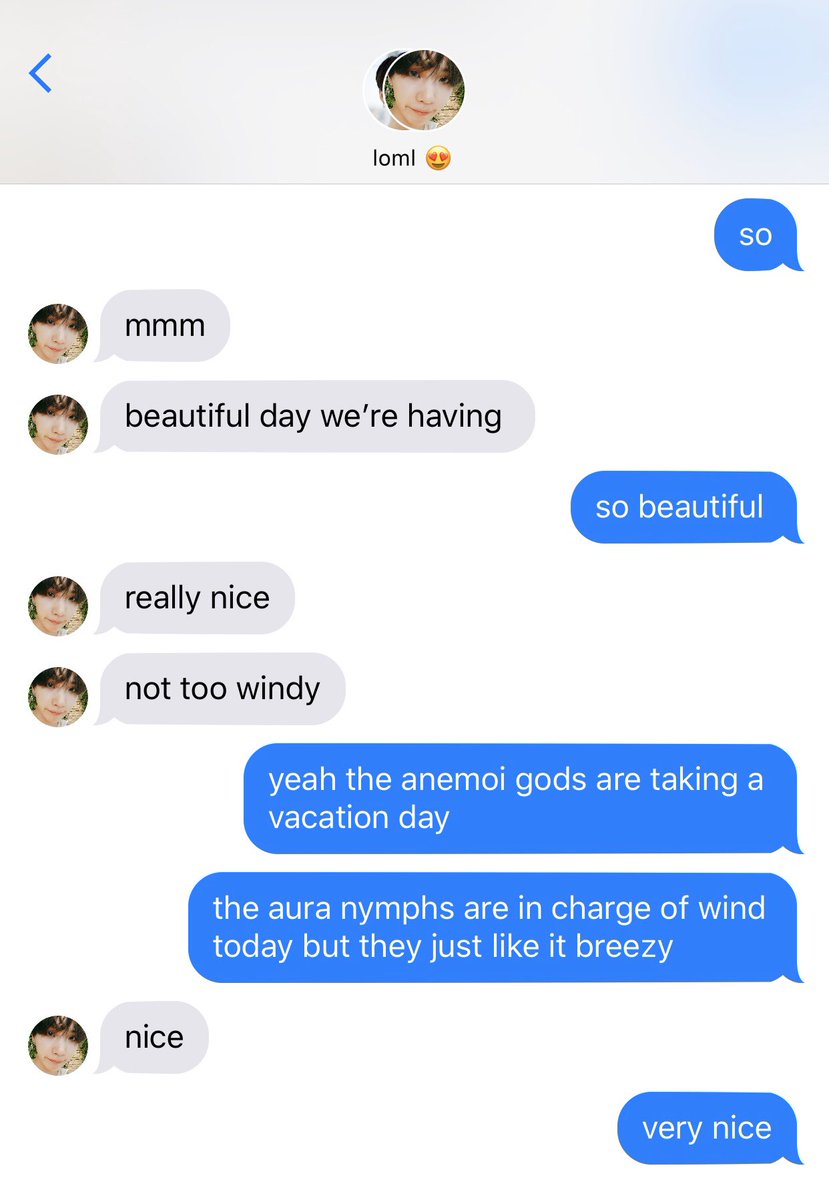 loml 😍
so
mmm
beautiful day we’re having
so beautiful
really nice
not too windy
yeah the anemoi gods are taking a
vacation day
the aura nymphs are in charge of wind
today but they just like it breezy
nice
very nice